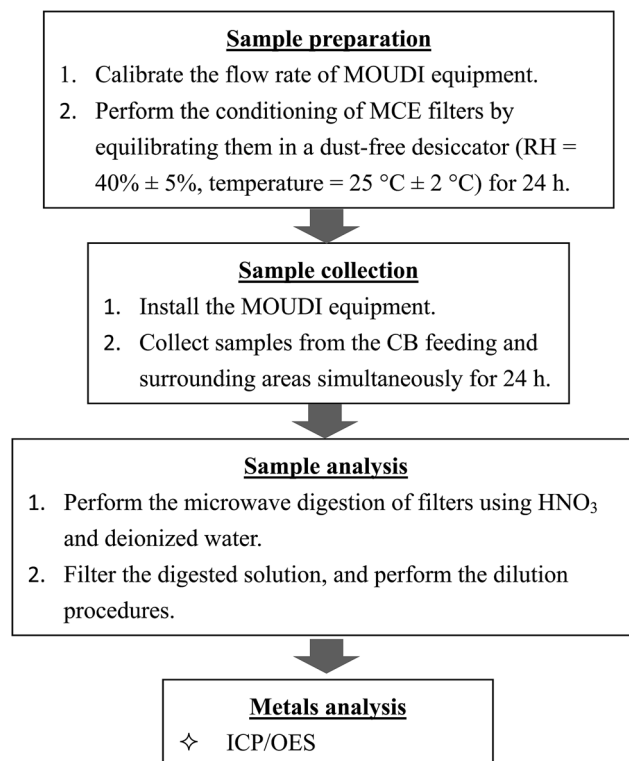 Sample preparation
1. Calibrate the flow rate of MOUDI equipment.
2. Perform the conditioning of MCE filters by
equilibrating them in a dust-free desiccator (RH =
40% ± 5%, temperature = 25 °C ± 2 °C) for 24 h.
Sample collection
1. Install the MOUDI equipment.
2. Collect samples from the CB feeding and
surrounding areas simultaneously for 24 h.
Sample analysis
1. Perform the microwave digestion of filters using HNO₃
and deionized water.
2. Filter the digested solution, and perform the dilution
procedures.
Metals analysis
✧ ICP/OES